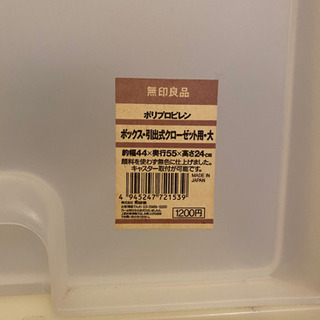 無印良品
ポリプロピレン
ボックス・引出式クローゼット用・大
約幅44×奥行55×高さ24cm
顔料を使わず無色に仕上げました。
キャスター取付が可能です。
MADE IN
JAPAN
4 945247 721539
1200円